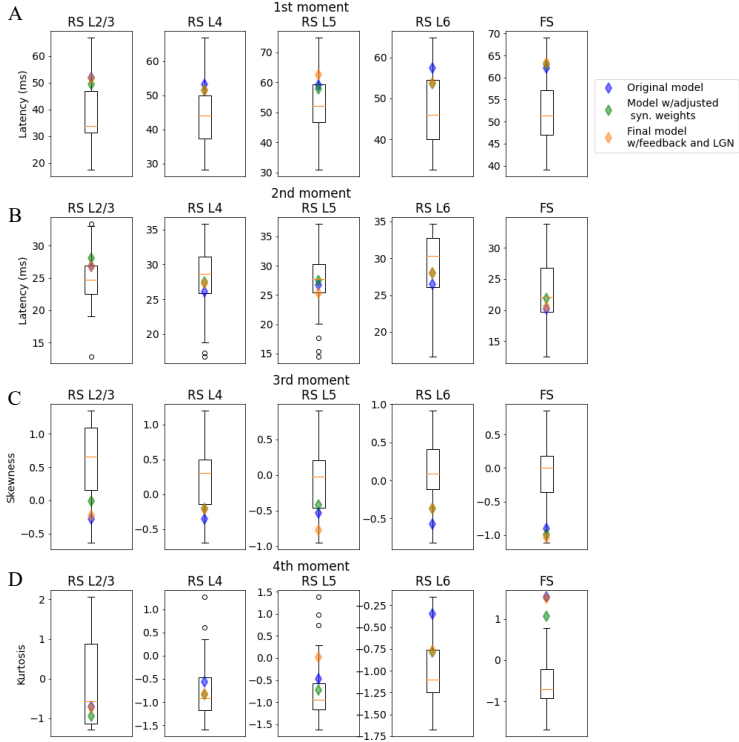 A
1st moment
RS L2/3
RS L4
RS L5
RS L6
FS
Latency (ms)
60
50
40
30
20
60
50
40
30
70
60
50
40
30
60
50
40
70
65
60
55
50
45
40
Original model
Model w/adjusted
syn. weights
Final model
w/feedback and LGN
B
2nd moment
RS L2/3
RS L4
RS L5
RS L6
FS
Latency (ms)
30
25
20
15
35
30
25
20
35
30
25
20
15
35
30
25
20
35
30
25
20
15
C
3rd moment
RS L2/3
RS L4
RS L5
RS L6
FS
Skewness
1.0
0.5
0.0
−0.5
1.0
0.5
0.0
−0.5
0.5
0.0
−0.5
−1.0
1.0
0.5
0.0
−0.5
0.5
0.0
−0.5
−1.0
D
4th moment
RS L2/3
RS L4
RS L5
RS L6
FS
Kurtosis
2
1
0
−1
1.0
0.5
0.0
−0.5
−1.0
−1.5
1.5
1.0
0.5
0.0
−0.5
−1.0
−1.5
−0.25
−0.50
−0.75
−1.00
−1.25
−1.50
−1.75
1
0
−1